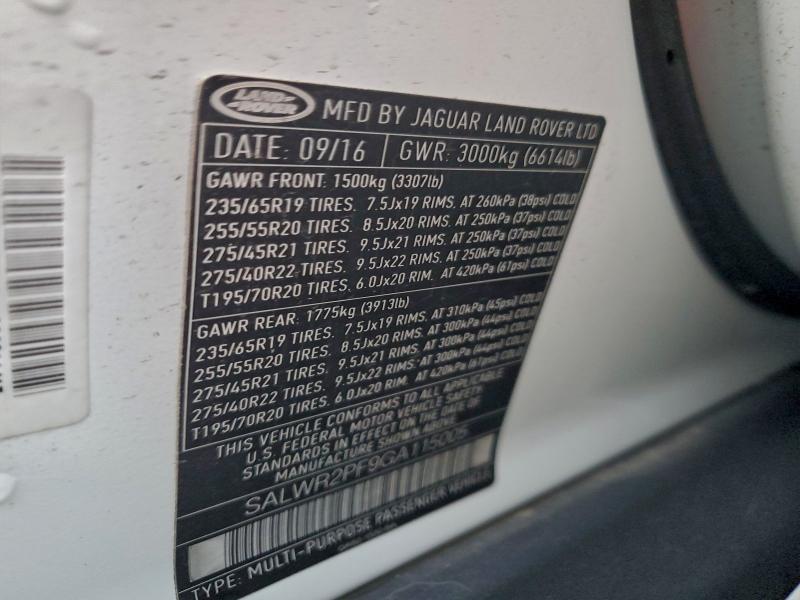 LAND ROVER
MFD BY JAGUAR LAND ROVER LTD
DATE: 09/16 GWR: 3000kg (6614lb)
GAWR FRONT: 1500kg (3307lb)
235/65R19 TIRES. 7.5Jx19 RIMS. AT 260kPa (38psi) COLD
255/55R20 TIRES. 8.5Jx20 RIMS. AT 250kPa (37psi) COLD
275/45R21 TIRES. 9.5Jx21 RIMS. AT 250kPa (37psi) COLD
275/40R22 TIRES. 9.5Jx22 RIMS. AT 250kPa (37psi) COLD
T195/70R20 TIRES. 6.0Jx20 RIM. AT 420kPa (61psi) COLD
GAWR REAR: 1775kg (3913lb)
235/65R19 TIRES. 7.5Jx19 RIMS. AT 310kPa (45psi) COLD
255/55R20 TIRES. 8.5Jx20 RIMS. AT 300kPa (44psi) COLD
275/45R21 TIRES. 9.5Jx21 RIMS. AT 300kPa (44psi) COLD
275/40R22 TIRES. 9.5Jx22 RIMS. AT 300kPa (44psi) COLD
T195/70R20 TIRES. 6.0Jx20 RIM. AT 420kPa (61psi) COLD
THIS VEHICLE CONFORMS TO ALL APPLICABLE
U.S. FEDERAL MOTOR VEHICLE SAFETY
STANDARDS IN EFFECT ON THE DATE OF
MANUFACTURE SHOWN ABOVE
SALWR2PF9GA115005
TYPE: MULTI-PURPOSE PASSENGER VEHICLE